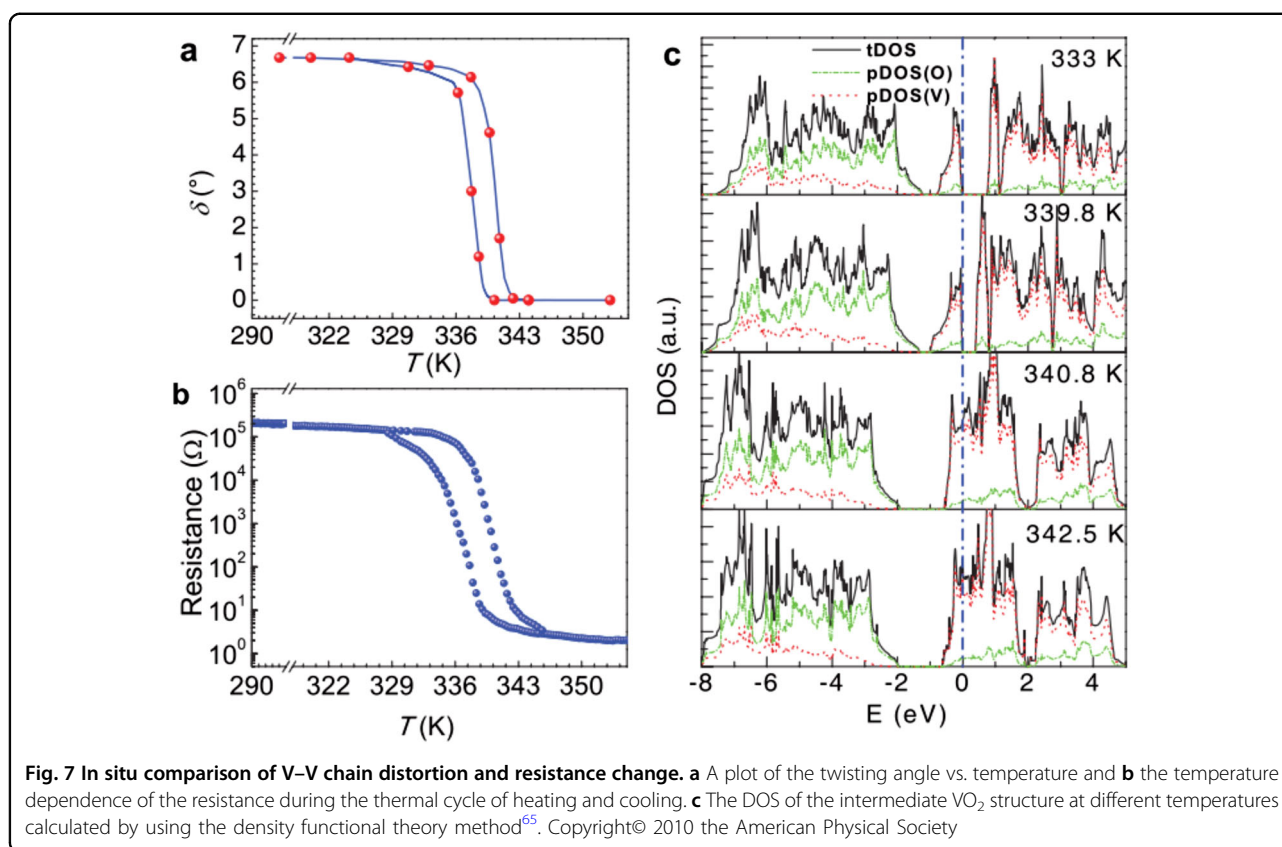 a
7
6
5
4
3
2
1
0
δ (°)
290 322 329 336 343 350
T (K)
b
10⁶
10⁵
10⁴
10³
10²
10¹
10⁰
Resistance (Ω)
290 322 329 336 343 350
T (K)
c
tDOS
pDOS(O)
pDOS(V)
333 K
339.8 K
340.8 K
342.5 K
DOS (a.u.)
-8 -6 -4 -2 0 2 4
E (eV)
Fig. 7 In situ comparison of V–V chain distortion and resistance change. a A plot of the twisting angle vs. temperature and b the temperature
dependence of the resistance during the thermal cycle of heating and cooling. c The DOS of the intermediate VO₂ structure at different temperatures
calculated by using the density functional theory method⁶⁵. Copyright© 2010 the American Physical Society